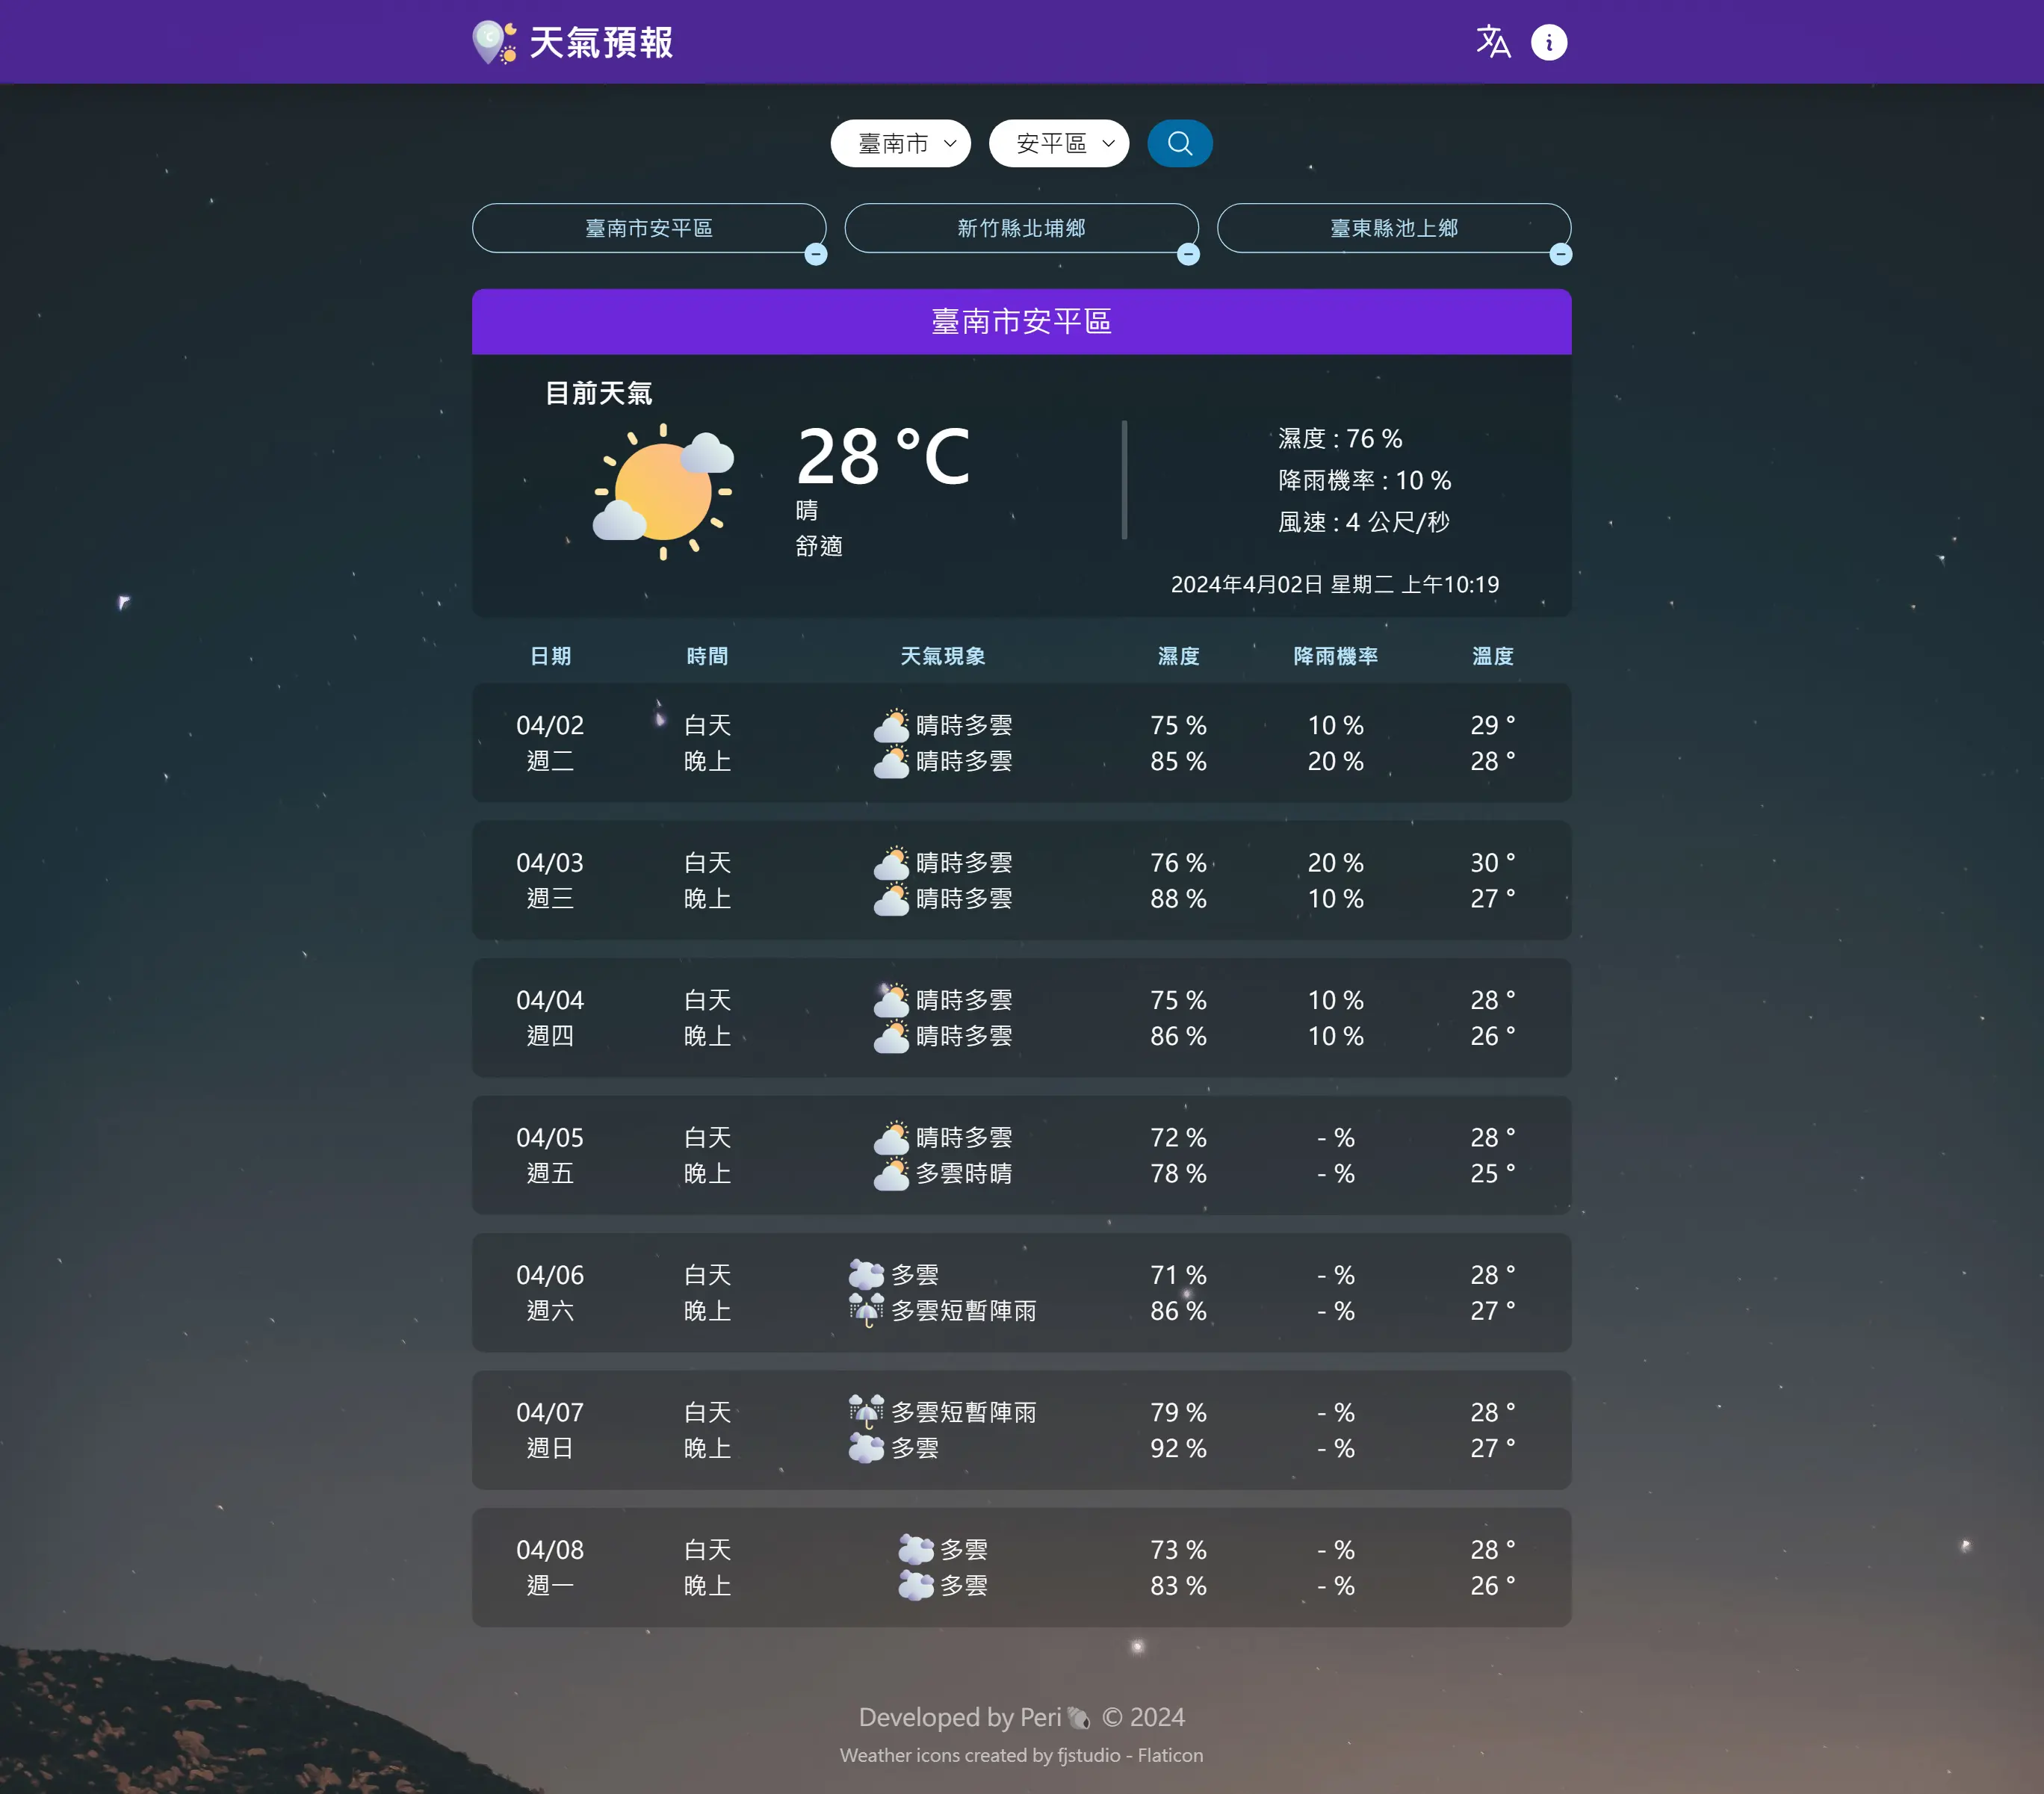 天氣預報
臺南市 安平區
臺南市安平區 新竹縣北埔鄉 臺東縣池上鄉
臺南市安平區
目前天氣
28 °C
晴
舒適
濕度 : 76 %
降雨機率 : 10 %
風速 : 4 公尺/秒
2024年4月02日 星期二 上午10:19
日期 時間 天氣現象 濕度 降雨機率 溫度
04/02 白天 晴時多雲 75 % 10 % 29 °
週二 晚上 晴時多雲 85 % 20 % 28 °
04/03 白天 晴時多雲 76 % 20 % 30 °
週三 晚上 晴時多雲 88 % 10 % 27 °
04/04 白天 晴時多雲 75 % 10 % 28 °
週四 晚上 晴時多雲 86 % 10 % 26 °
04/05 白天 晴時多雲 72 % - % 28 °
週五 晚上 多雲時晴 78 % - % 25 °
04/06 白天 多雲 71 % - % 28 °
週六 晚上 多雲短暫陣雨 86 % - % 27 °
04/07 白天 多雲短暫陣雨 79 % - % 28 °
週日 晚上 多雲 92 % - % 27 °
04/08 白天 多雲 73 % - % 28 °
週一 晚上 多雲 83 % - % 26 °
Developed by Peri🐚 © 2024
Weather icons created by fjstudio - Flaticon